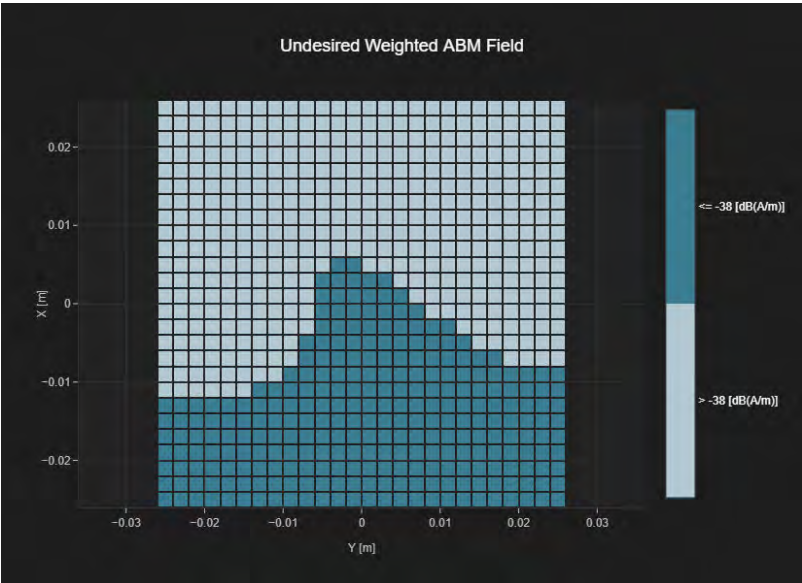 Undesired Weighted ABM Field
0.02
0.01
0
−0.01
−0.02
X [m]
−0.03
−0.02
−0.01
0
0.01
0.02
0.03
Y [m]
<= -38 [dB(A/m)]
> -38 [dB(A/m)]